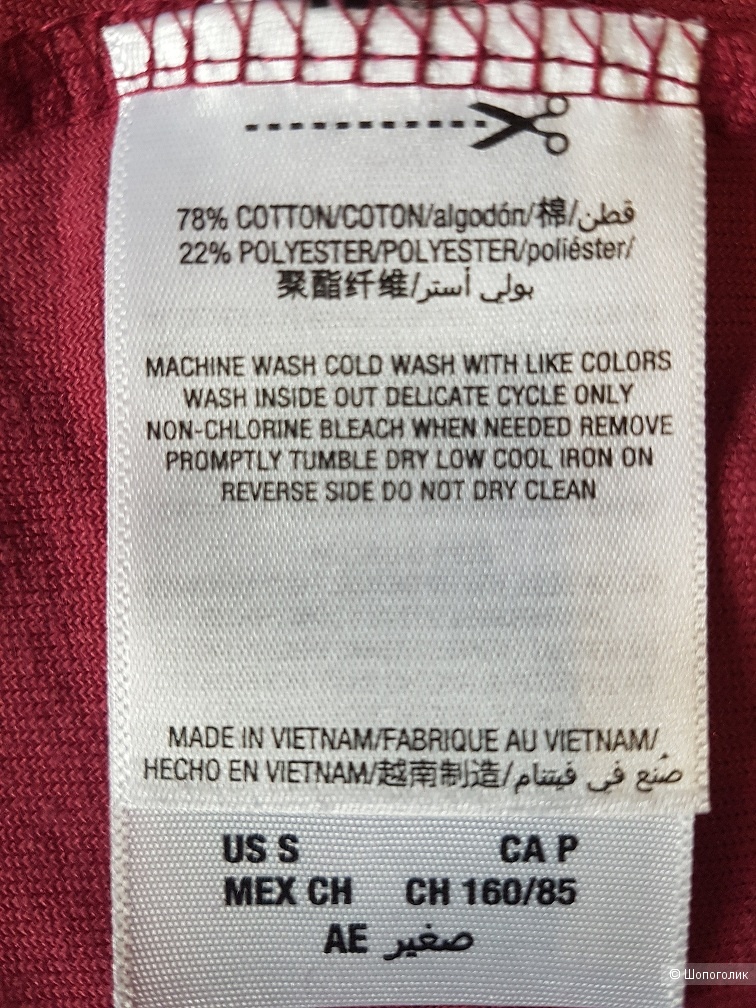 78% COTTON/COTON/algodón/棉/قطن
22% POLYESTER/POLYESTER/poliéster/
聚酯纤维/بولي أستر
MACHINE WASH COLD WASH WITH LIKE COLORS
WASH INSIDE OUT DELICATE CYCLE ONLY
NON-CHLORINE BLEACH WHEN NEEDED REMOVE
PROMPTLY TUMBLE DRY LOW COOL IRON ON
REVERSE SIDE DO NOT DRY CLEAN
MADE IN VIETNAM/FABRIQUE AU VIETNAM/
HECHO EN VIETNAM/越南制造/صُنع في فيتنام
US S CA P
MEX CH CH 160/85
AE صغير
© Шопоголик